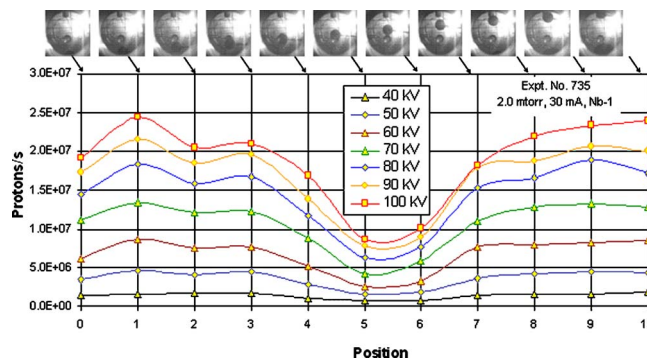 3.0E+07
2.5E+07
2.0E+07
1.5E+07
1.0E+07
5.0E+06
0.0E+00
Protons/s
Expt. No. 735
2.0 mtorr, 30 mA, Nb-1
40 KV
50 KV
60 KV
70 KV
80 KV
90 KV
100 KV
0 1 2 3 4 5 6 7 8 9 1
Position